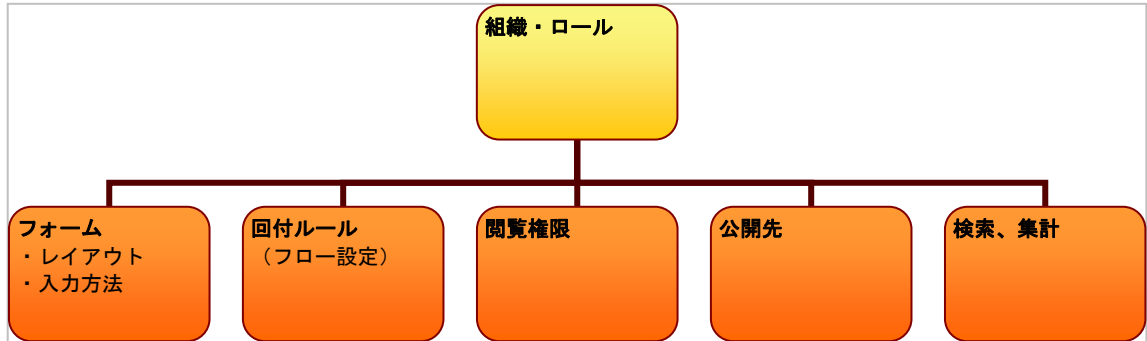 組織・ロール
フォーム
・レイアウト
・入力方法
回付ルール
（フロー設定）
閲覧権限
公開先
検索、集計